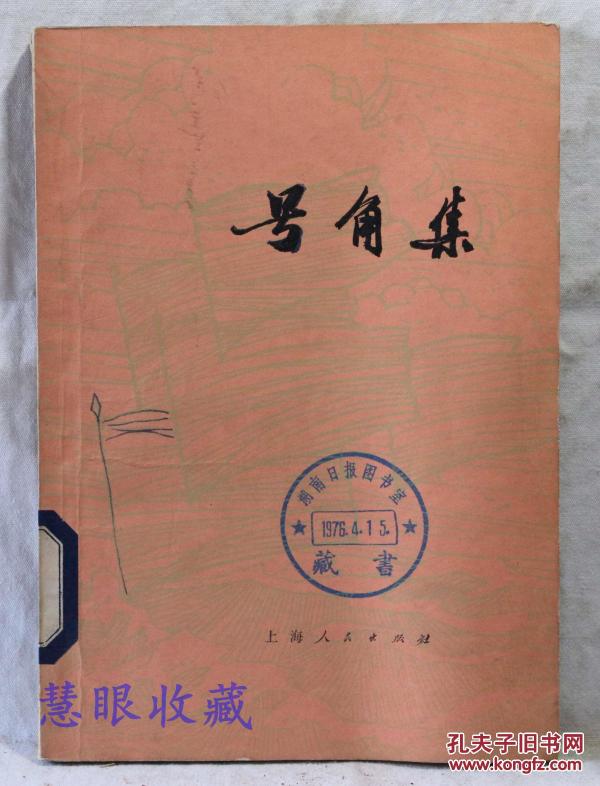 号角集
湖南日报图书室
1976.4.15.
藏書
上海人民出版社
慧眼收藏
孔夫子旧书网
www.kongfz.com